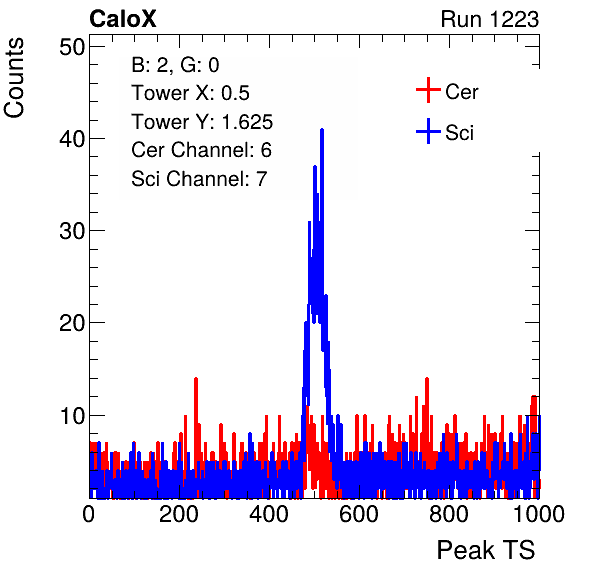 CaloX Run 1223
Counts
50
40
30
20
10
B: 2, G: 0
Tower X: 0.5
Tower Y: 1.625
Cer Channel: 6
Sci Channel: 7
Cer
Sci
0 200 400 600 800 1000
Peak TS